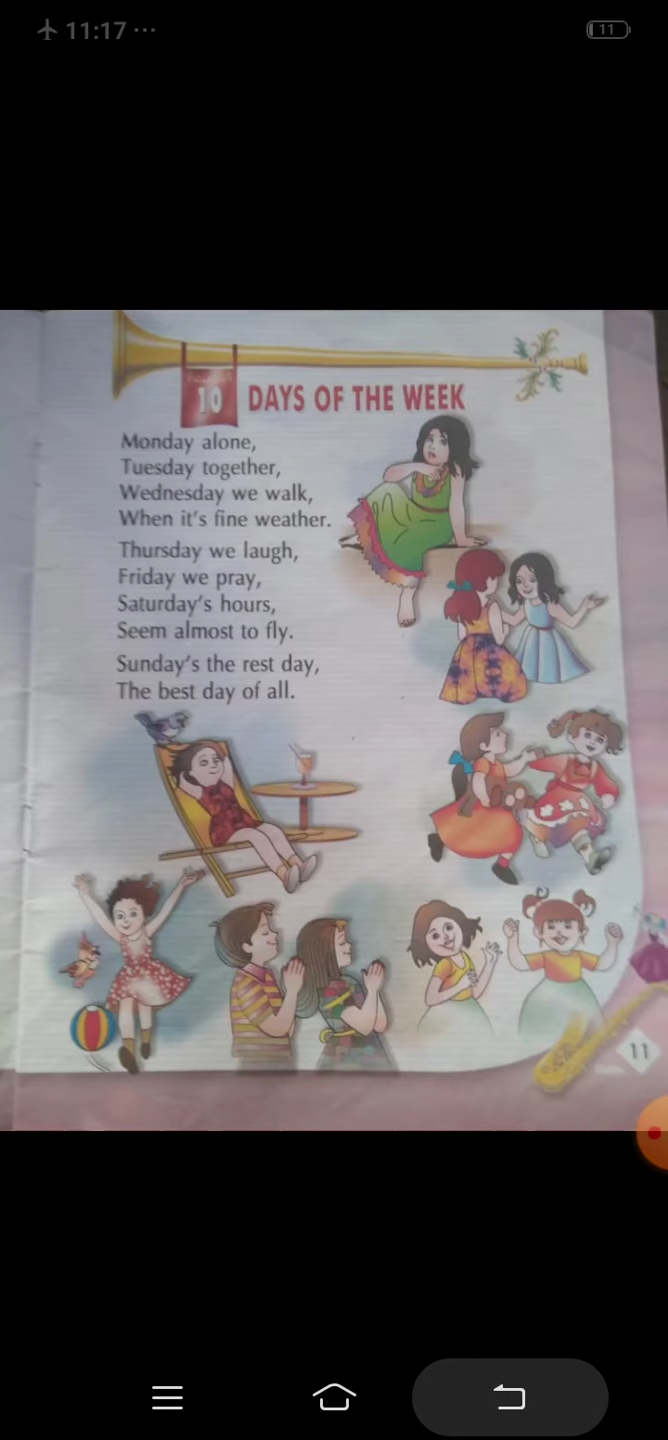 11:17 ...
11
10 DAYS OF THE WEEK
Monday alone,
Tuesday together,
Wednesday we walk,
When it's fine weather.
Thursday we laugh,
Friday we pray,
Saturday's hours,
Seem almost to fly.
Sunday's the rest day,
The best day of all.
11